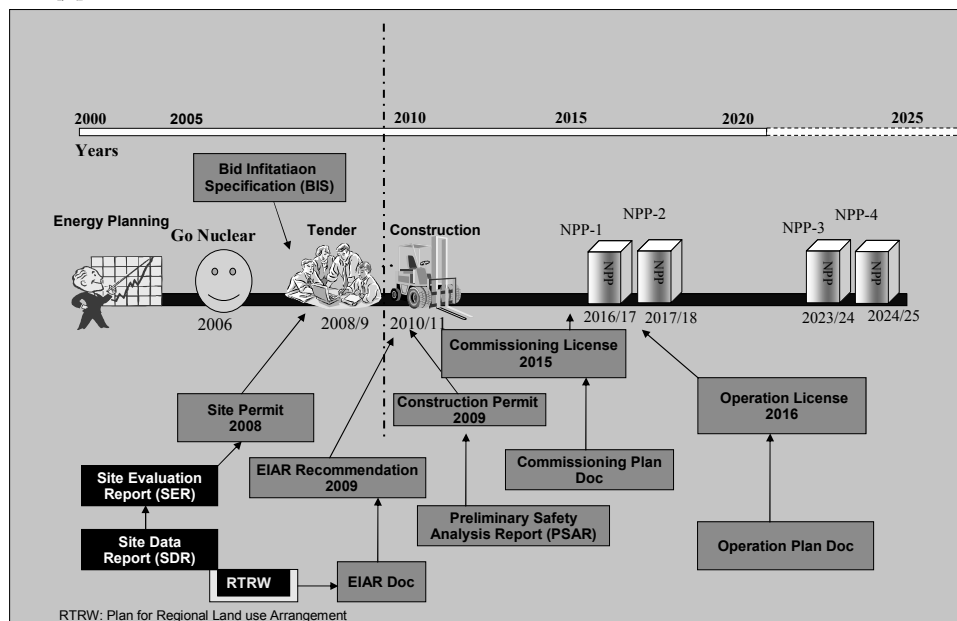 2000 2005 2010 2015 2020 2025
Years
Bid Infitatiaon
Specification (BIS)
Energy Planning
Go Nuclear
Tender
Construction
NPP-1
NPP-2
NPP-3
NPP-4
NPP
NPP
NPP
NPP
2006
2008/9
2010/11
2016/17
2017/18
2023/24
2024/25
Commissioning License
2015
Site Permit
2008
Construction Permit
2009
Operation License
2016
Site Evaluation
Report (SER)
EIAR Recommendation
2009
Commissioning Plan
Doc
Site Data
Report (SDR)
Preliminary Safety
Analysis Report (PSAR)
Operation Plan Doc
RTRW
EIAR Doc
RTRW: Plan for Regional Land use Arrangement